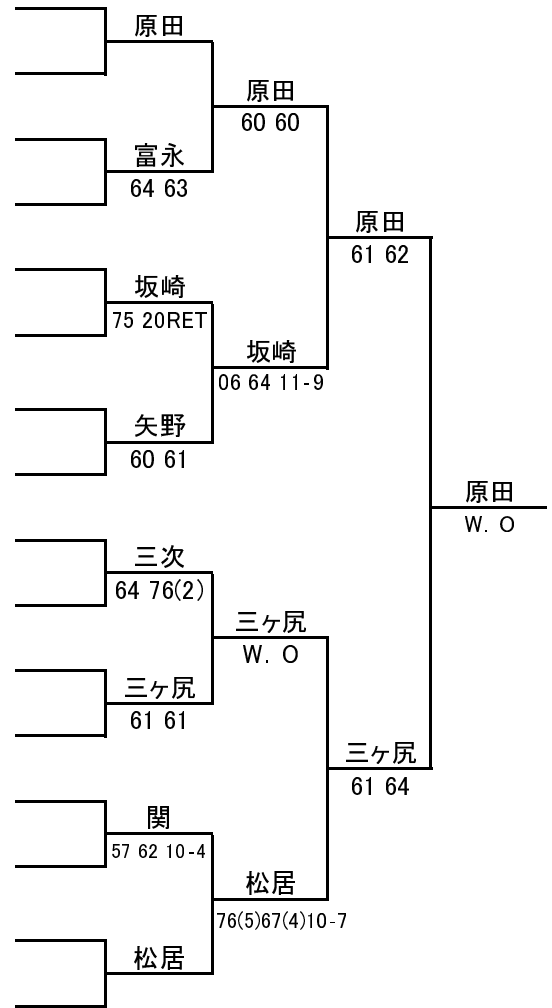 原田
原田
60 60
富永
64 63
原田
61 62
坂崎
75 20RET
坂崎
06 64 11-9
矢野
60 61
原田
W. O
三次
64 76(2)
三ヶ尻
W. O
三ヶ尻
61 61
三ヶ尻
61 64
関
57 62 10-4
松居
76(5)67(4)10-7
松居